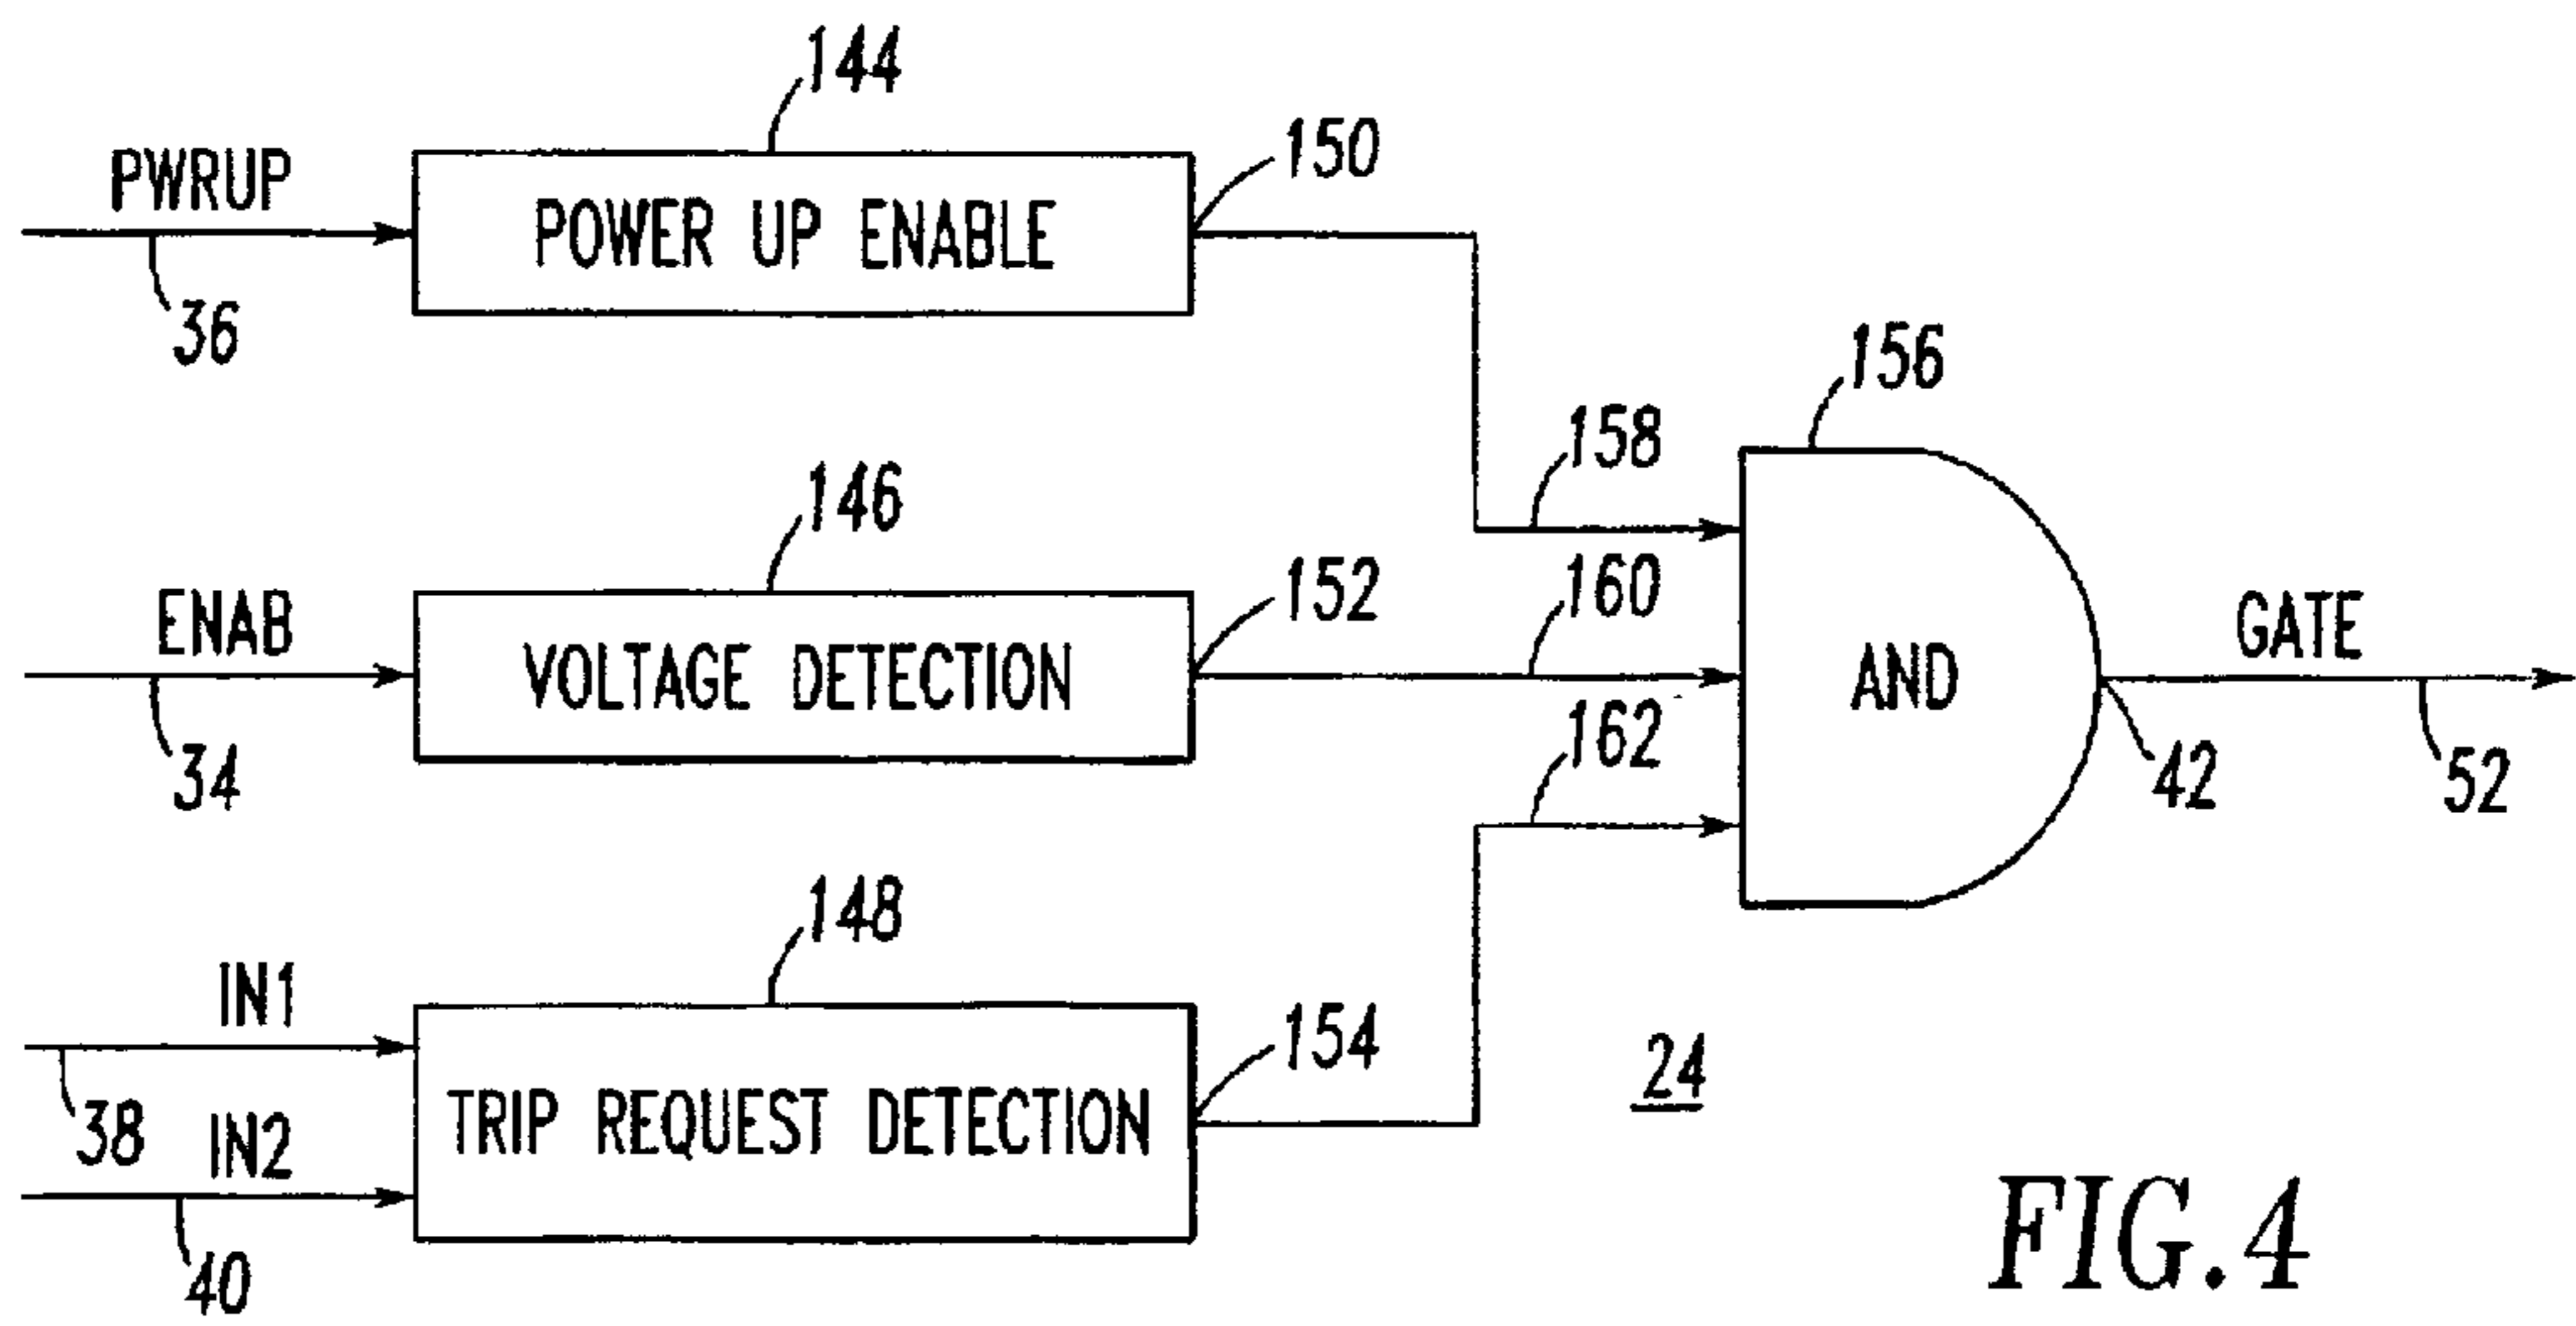 144
PWRUP
150
POWER UP ENABLE
36
156
158
146
ENAB
152
160
GATE
VOLTAGE DETECTION
AND
34
162
42
52
148
IN1
154
24
38
TRIP REQUEST DETECTION
IN2
40
FIG. 4